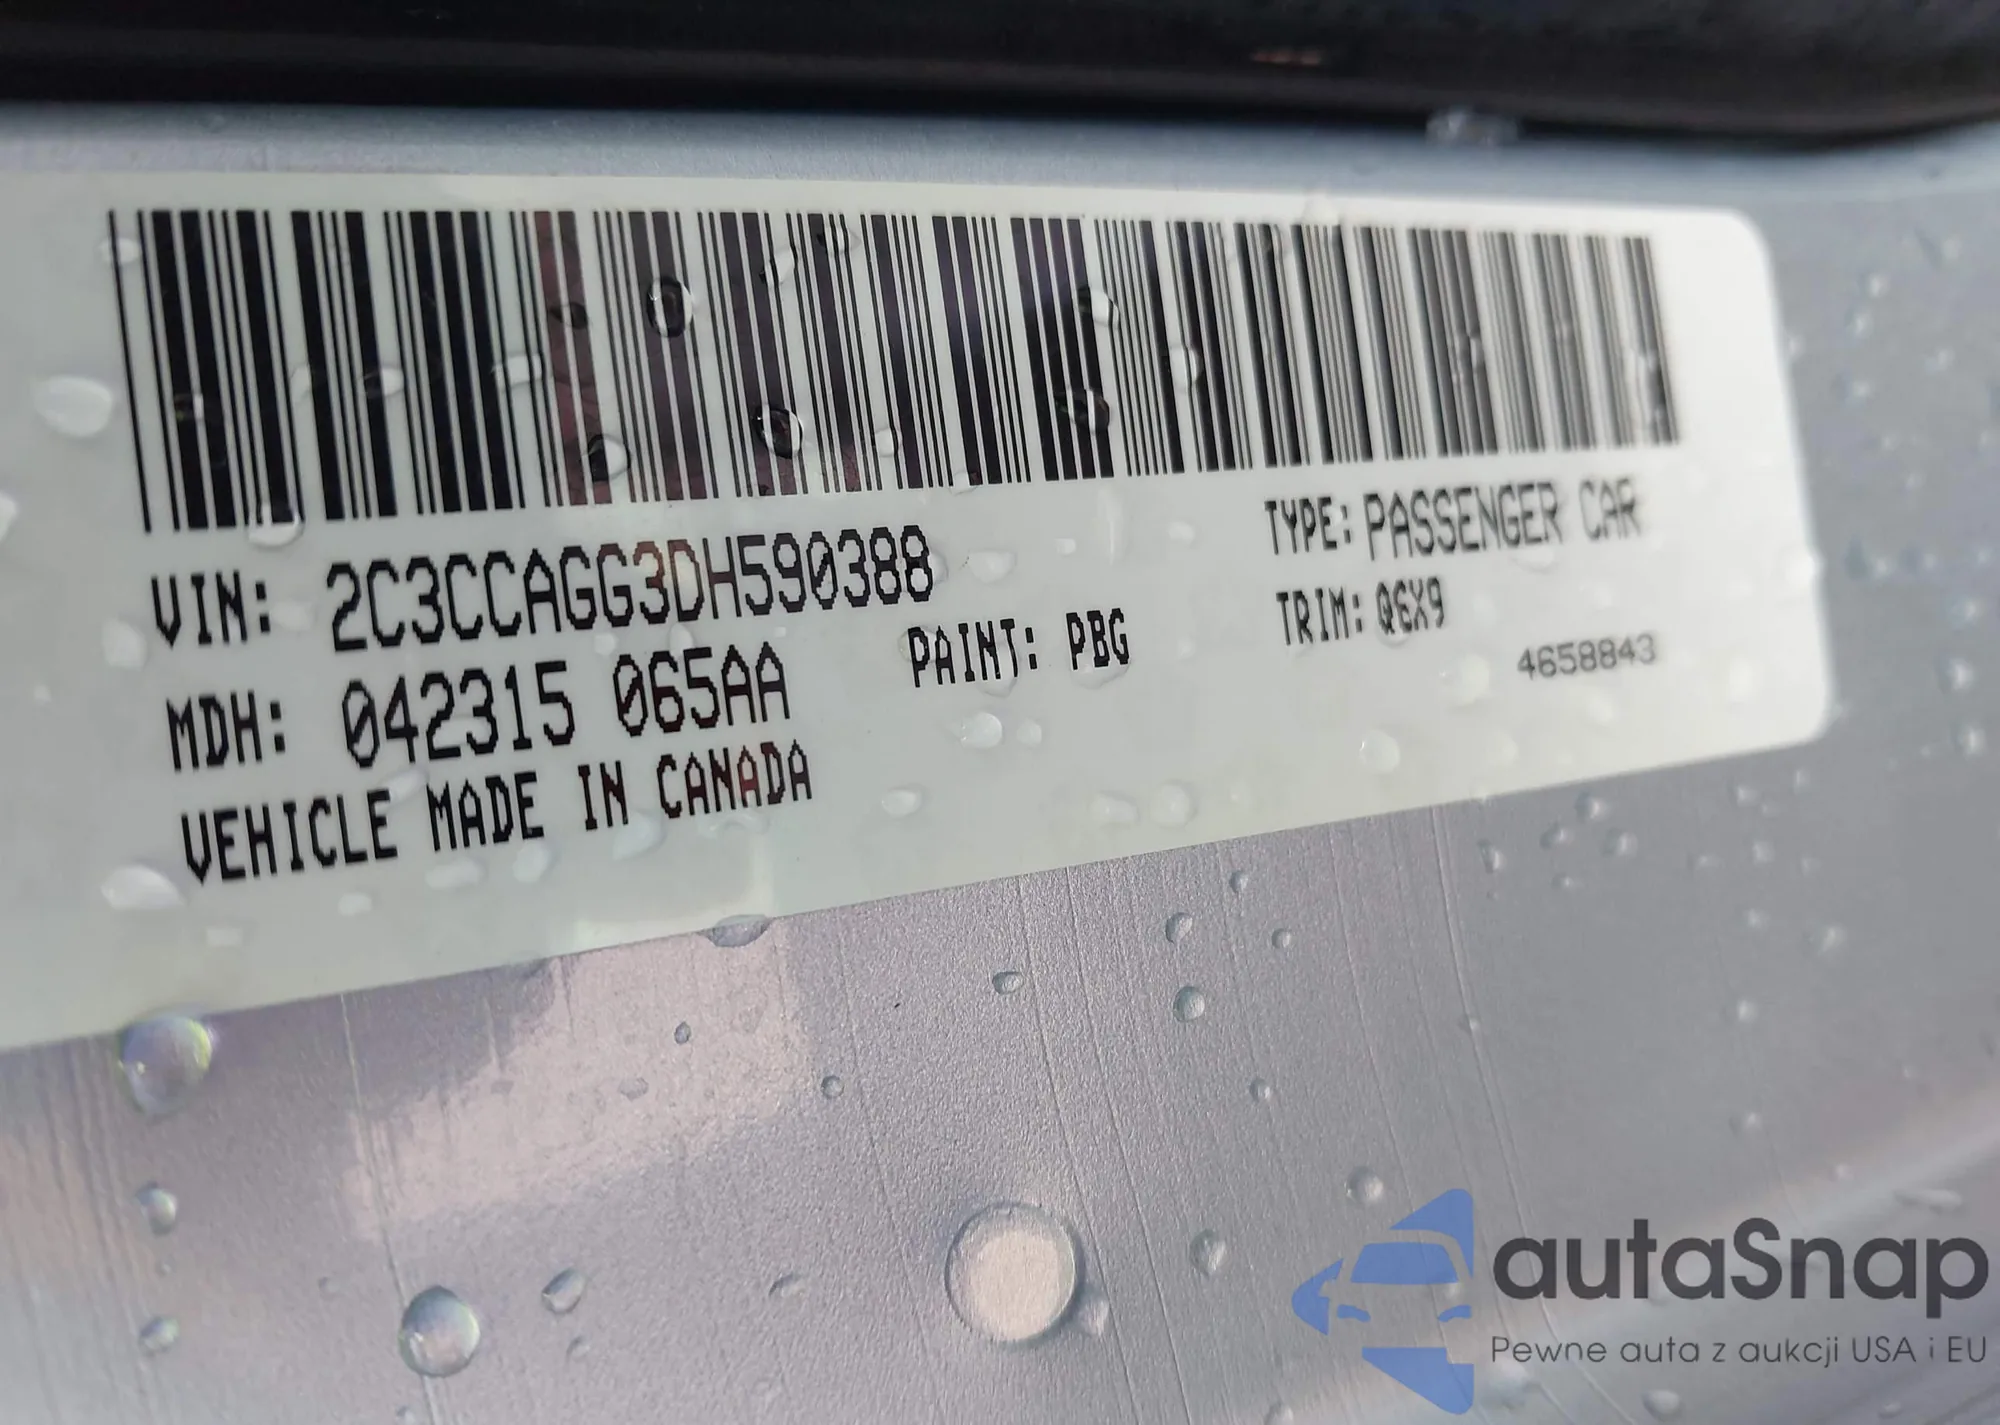 VIN: 2C3CCAGG3DH590388
TYPE: PASSENGER CAR
MDH: 042315 065AA
PAINT: PBG
TRIM: Q6X9
4658843
VEHICLE MADE IN CANADA
autaSnap
Pewne auta z aukcji USA i EU